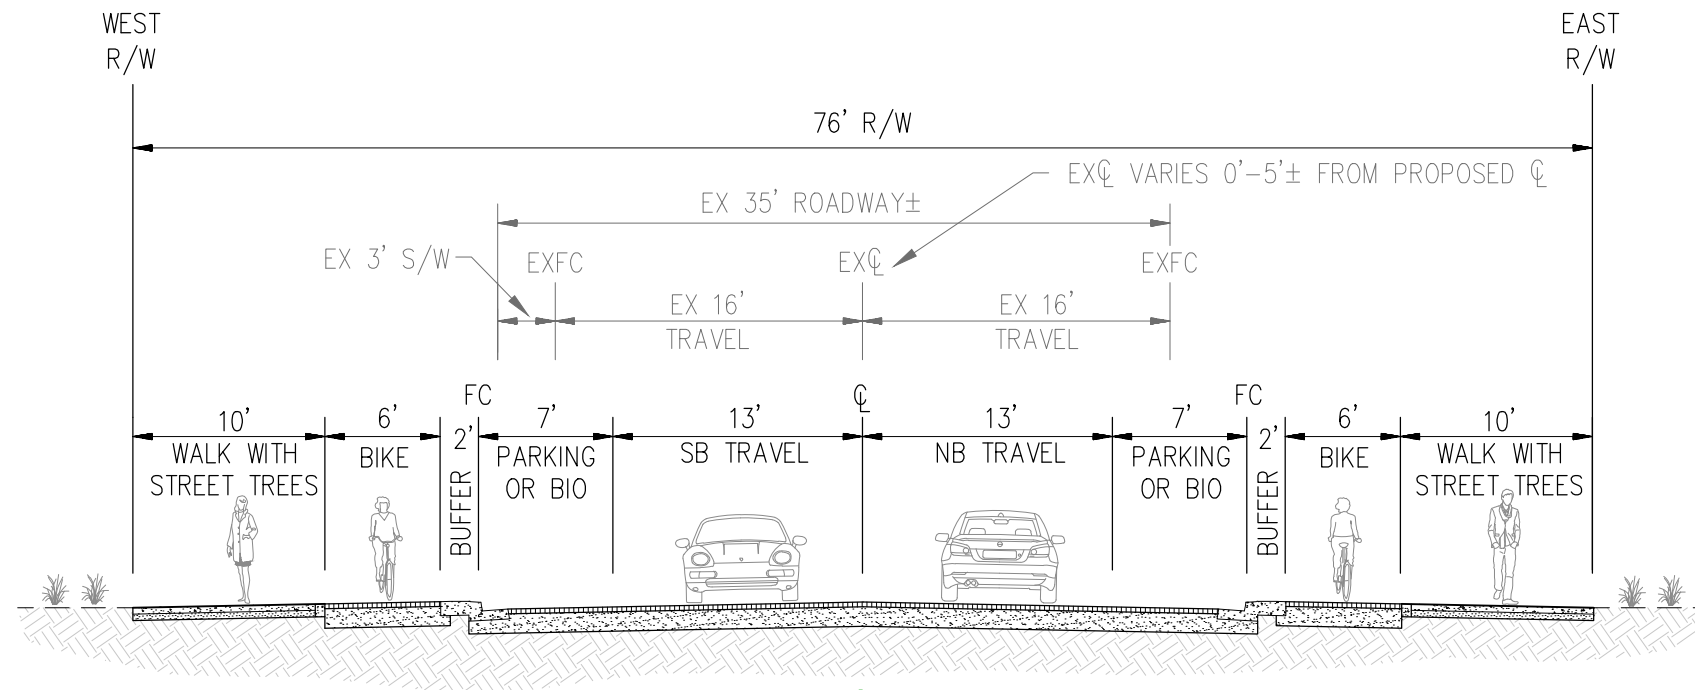 WEST
R/W
EAST
R/W
76' R/W
EX℄ VARIES 0'-5'± FROM PROPOSED ℄
EX 35' ROADWAY±
EX 3' S/W
EXFC
EX℄
EXFC
EX 16'
TRAVEL
EX 16'
TRAVEL
FC
℄
FC
10'
WALK WITH
STREET TREES
6'
BIKE
2'
BUFFER
7'
PARKING
OR BIO
13'
SB TRAVEL
13'
NB TRAVEL
7'
PARKING
OR BIO
2'
BUFFER
6'
BIKE
10'
WALK WITH
STREET TREES